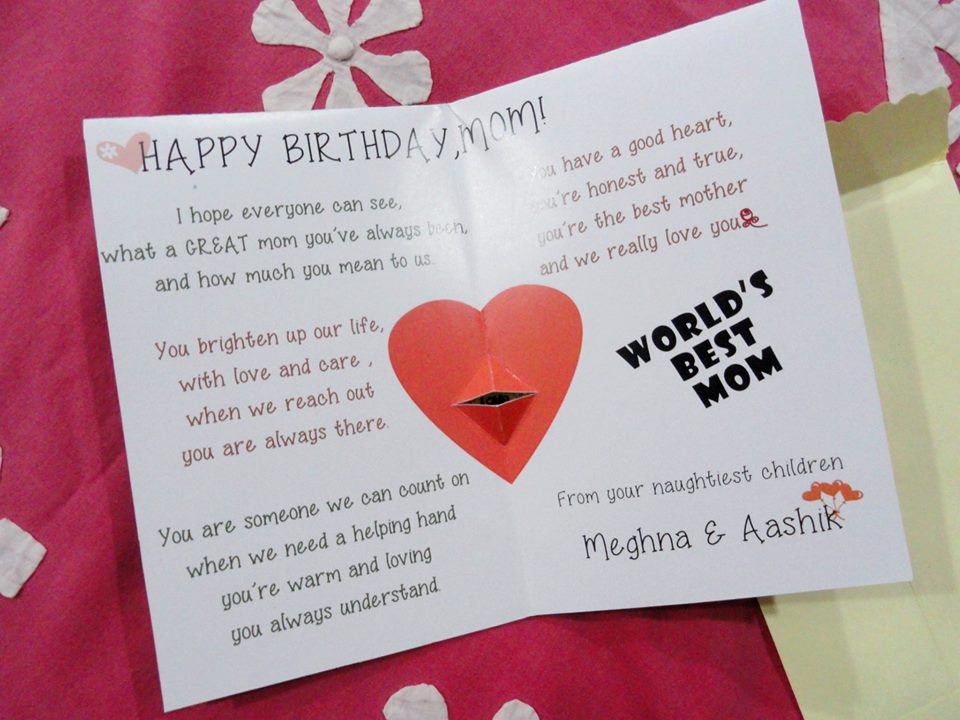 HAPPY BIRTHDAY, MOM!
I hope everyone can see,
what a GREAT mom you've always been,
and how much you mean to us.
You brighten up our life,
with love and care ,
when we reach out
you are always there.
You are someone we can count on
when we need a helping hand
you're warm and loving
you always understand.
You have a good heart,
you're honest and true,
you're the best mother
and we really love you
WORLD'S
BEST
MOM
From your naughtiest children
Meghna & Aashik